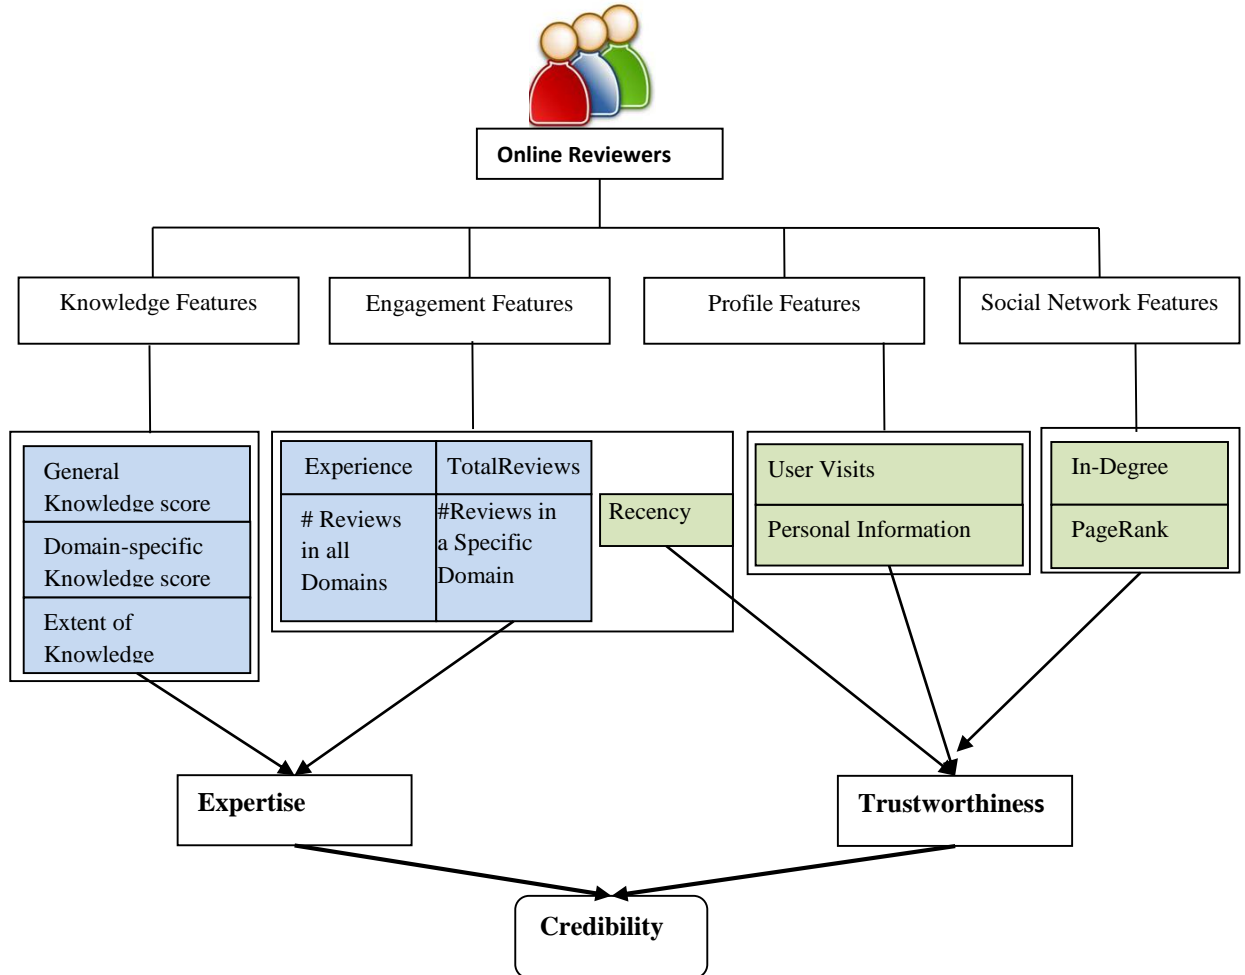 Online Reviewers
Knowledge Features
Engagement Features
Profile Features
Social Network Features
General
Knowledge score
Domain-specific
Knowledge score
Extent of
Knowledge
Experience
TotalReviews
# Reviews
in all
Domains
#Reviews in
a Specific
Domain
Recency
User Visits
Personal Information
In-Degree
PageRank
Expertise
Trustworthiness
Credibility